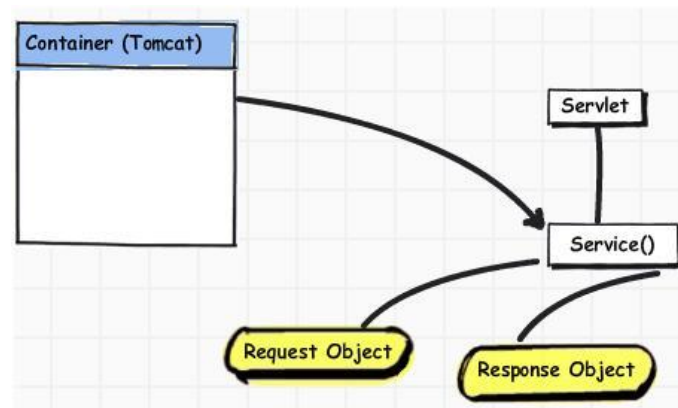 Container (Tomcat)
Servlet
Service()
Request Object
Response Object